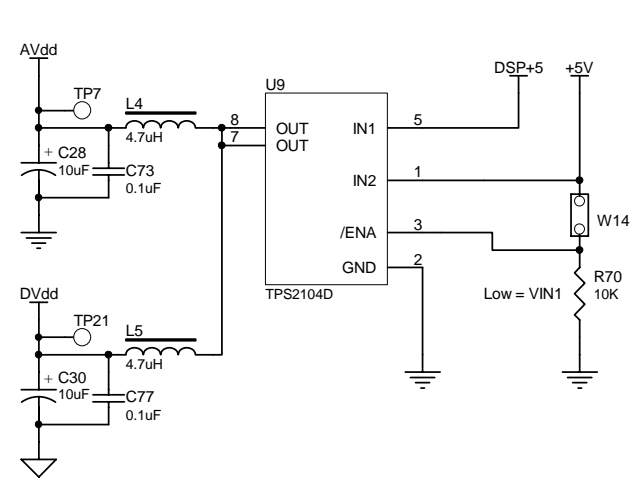 AVdd
TP7
L4
4.7uH
+ C28
10uF
C73
0.1uF
U9
8
7
OUT
OUT
IN1
IN2
/ENA
GND
TPS2104D
5
1
3
2
DSP+5
+5V
W14
R70
10K
Low = VIN1
DVdd
TP21
L5
4.7uH
+ C30
10uF
C77
0.1uF